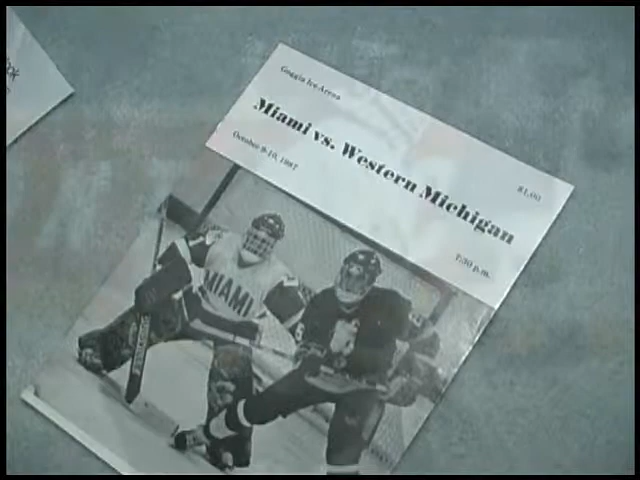 Goggin Ice Arena
Miami vs. Western Michigan
October 9-10, 1987
$1.00
7:30 p.m.
MIAMI